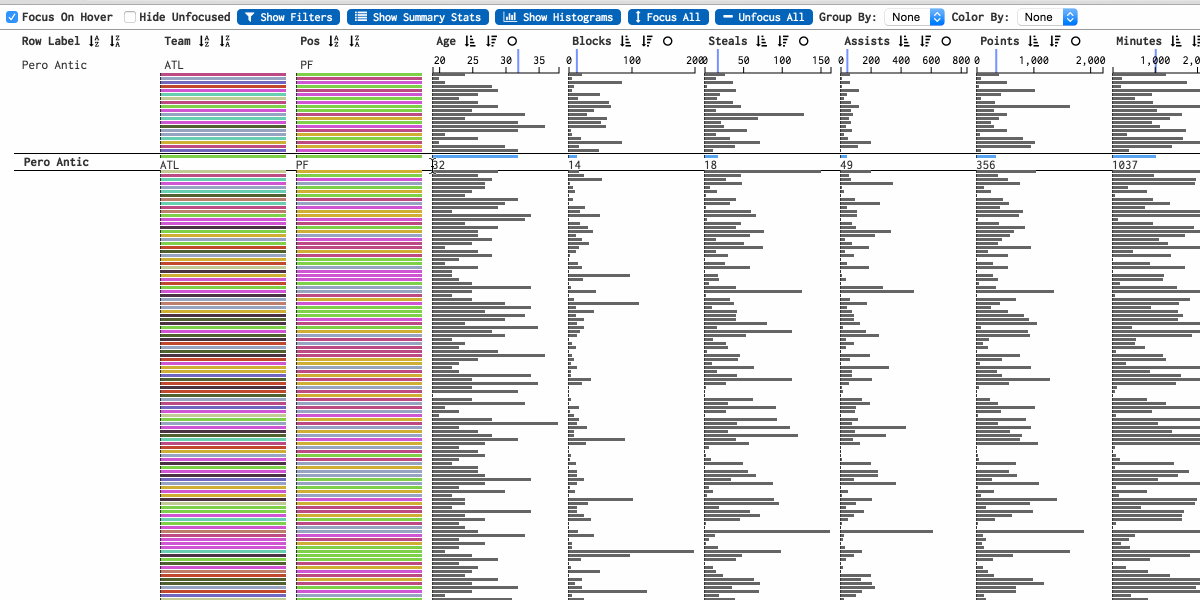 Focus On Hover Hide Unfocused Show Filters Show Summary Stats Show Histograms Focus All Unfocus All Group By: None Color By: None
Row Label Team Pos Age Blocks Steals Assists Points Minutes
Pero Antic ATL PF 20 25 30 35 0 100 200 0 50 100 150 0 200 400 600 800 0 1,000 2,000 0 1,000 2,0
Pero Antic ATL PF 32 14 18 49 356 1037